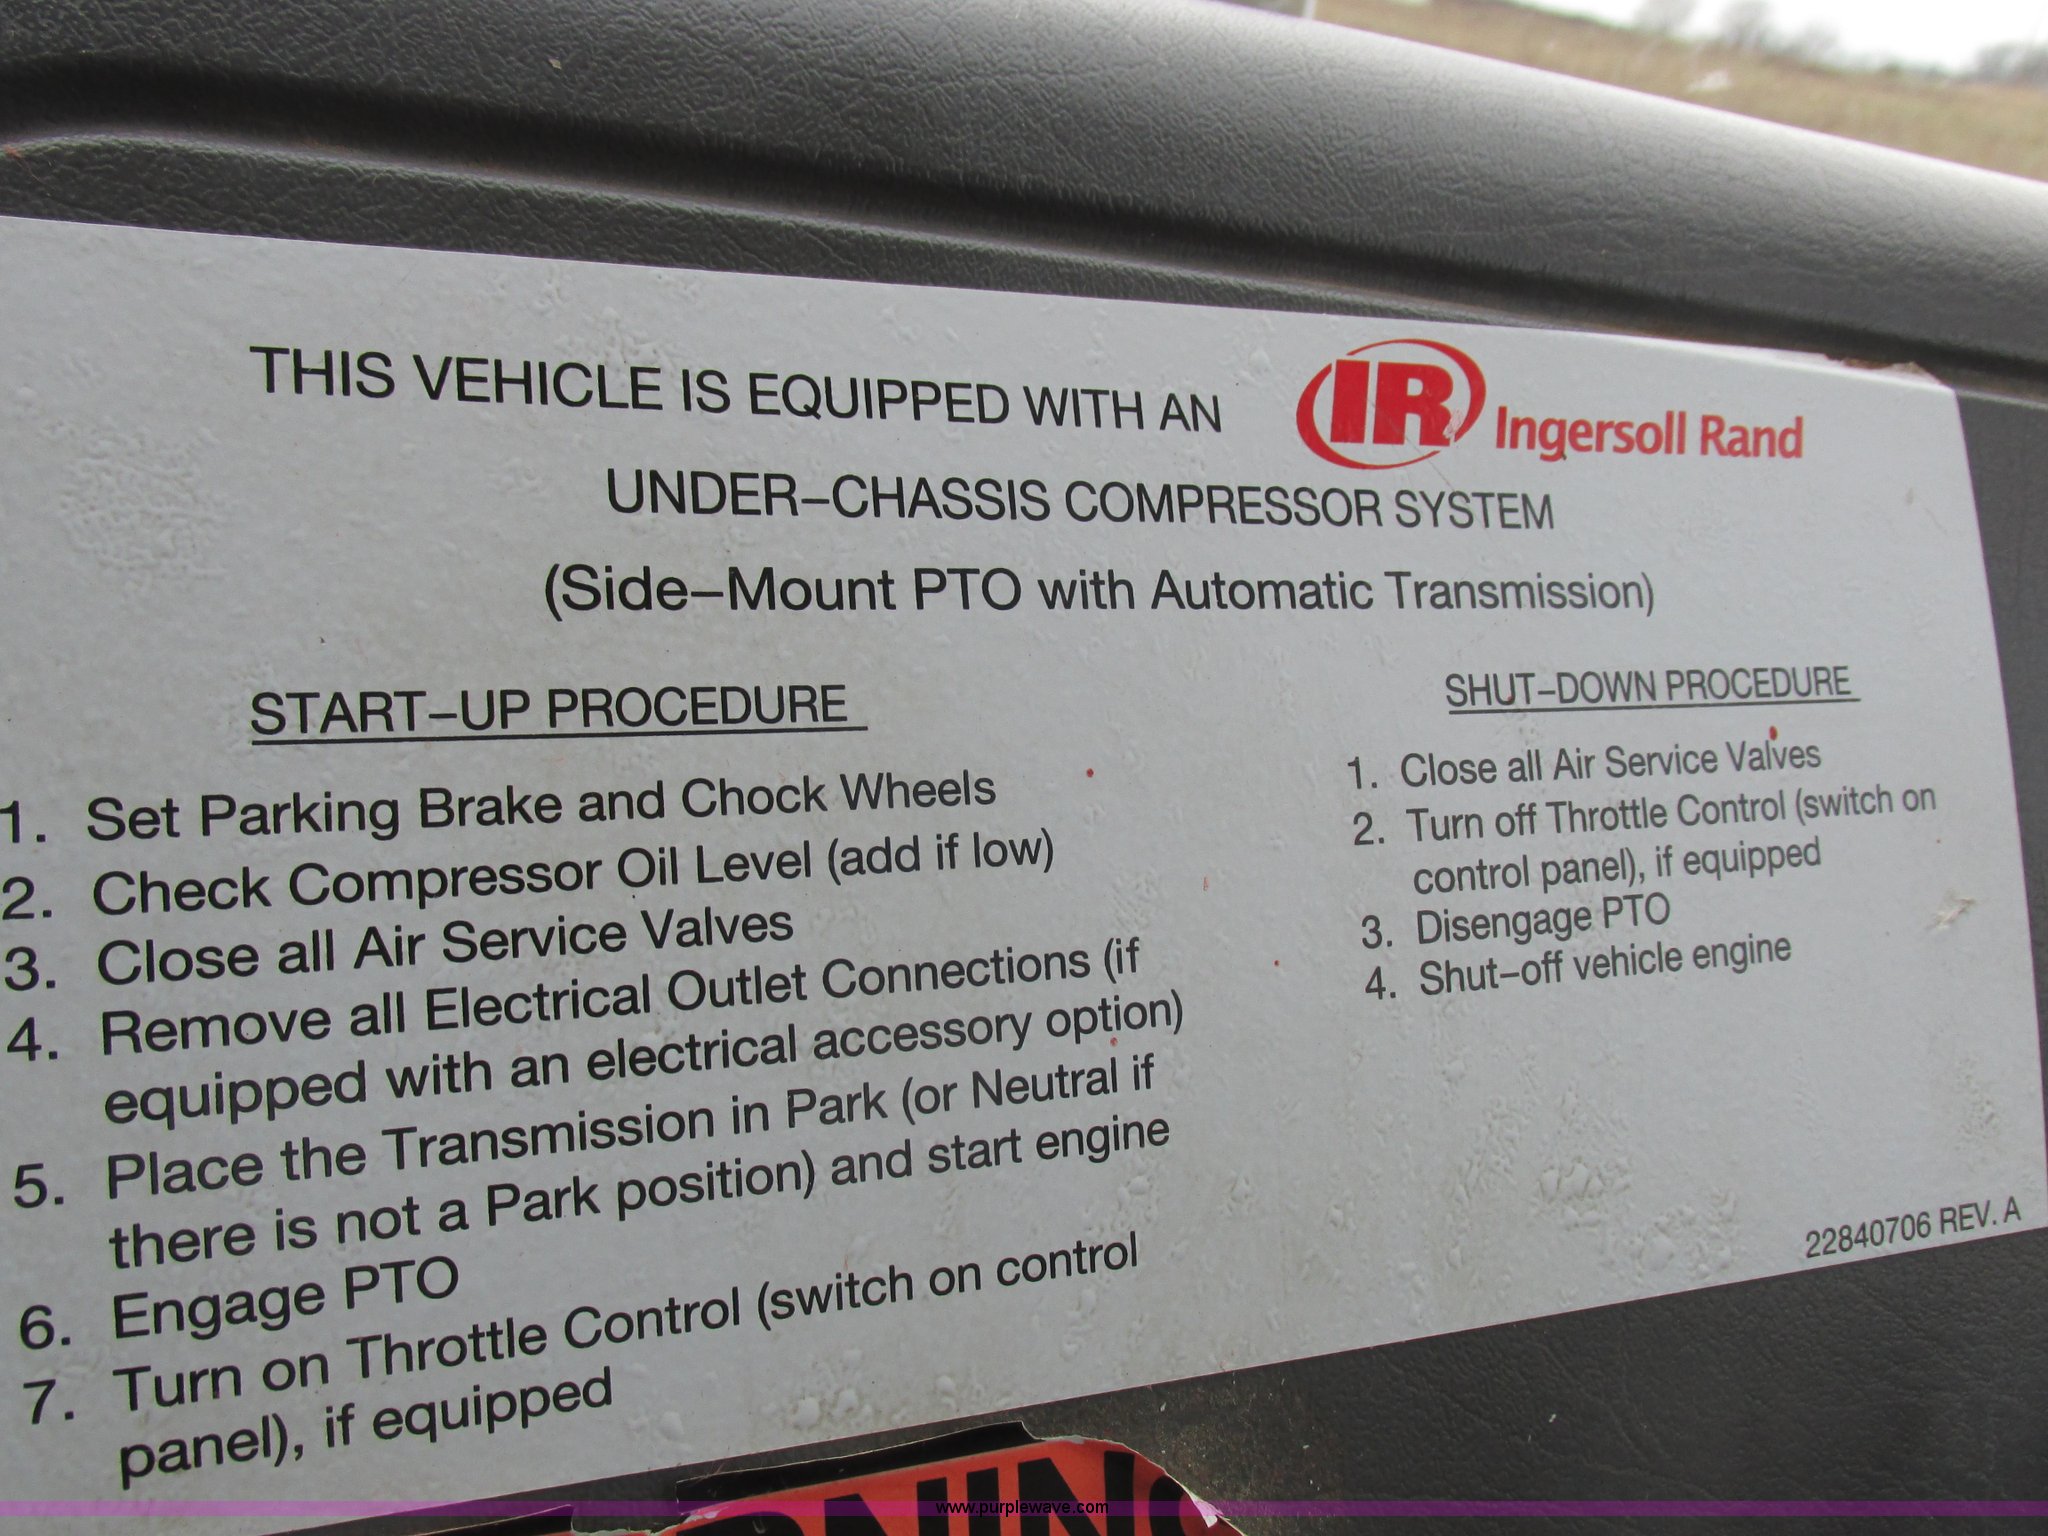 THIS VEHICLE IS EQUIPPED WITH AN IR Ingersoll Rand
UNDER-CHASSIS COMPRESSOR SYSTEM
(Side-Mount PTO with Automatic Transmission)
START-UP PROCEDURE
1. Set Parking Brake and Chock Wheels
2. Check Compressor Oil Level (add if low)
3. Close all Air Service Valves
4. Remove all Electrical Outlet Connections (if
equipped with an electrical accessory option)
5. Place the Transmission in Park (or Neutral if
there is not a Park position) and start engine
6. Engage PTO
7. Turn on Throttle Control (switch on control
panel), if equipped
SHUT-DOWN PROCEDURE
1. Close all Air Service Valves
2. Turn off Throttle Control (switch on
control panel), if equipped
3. Disengage PTO
4. Shut-off vehicle engine
22840706 REV. A
www.purplewave.com